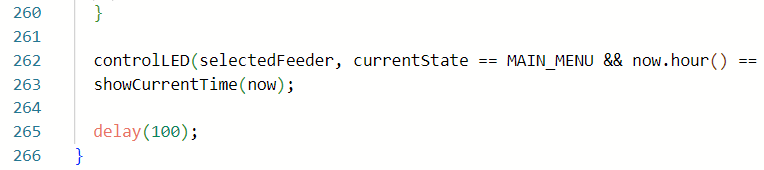 260 }
261
262 controlLED(selectedFeeder, currentState == MAIN_MENU && now.hour() ==
263 showCurrentTime(now);
264
265 delay(100);
266 }